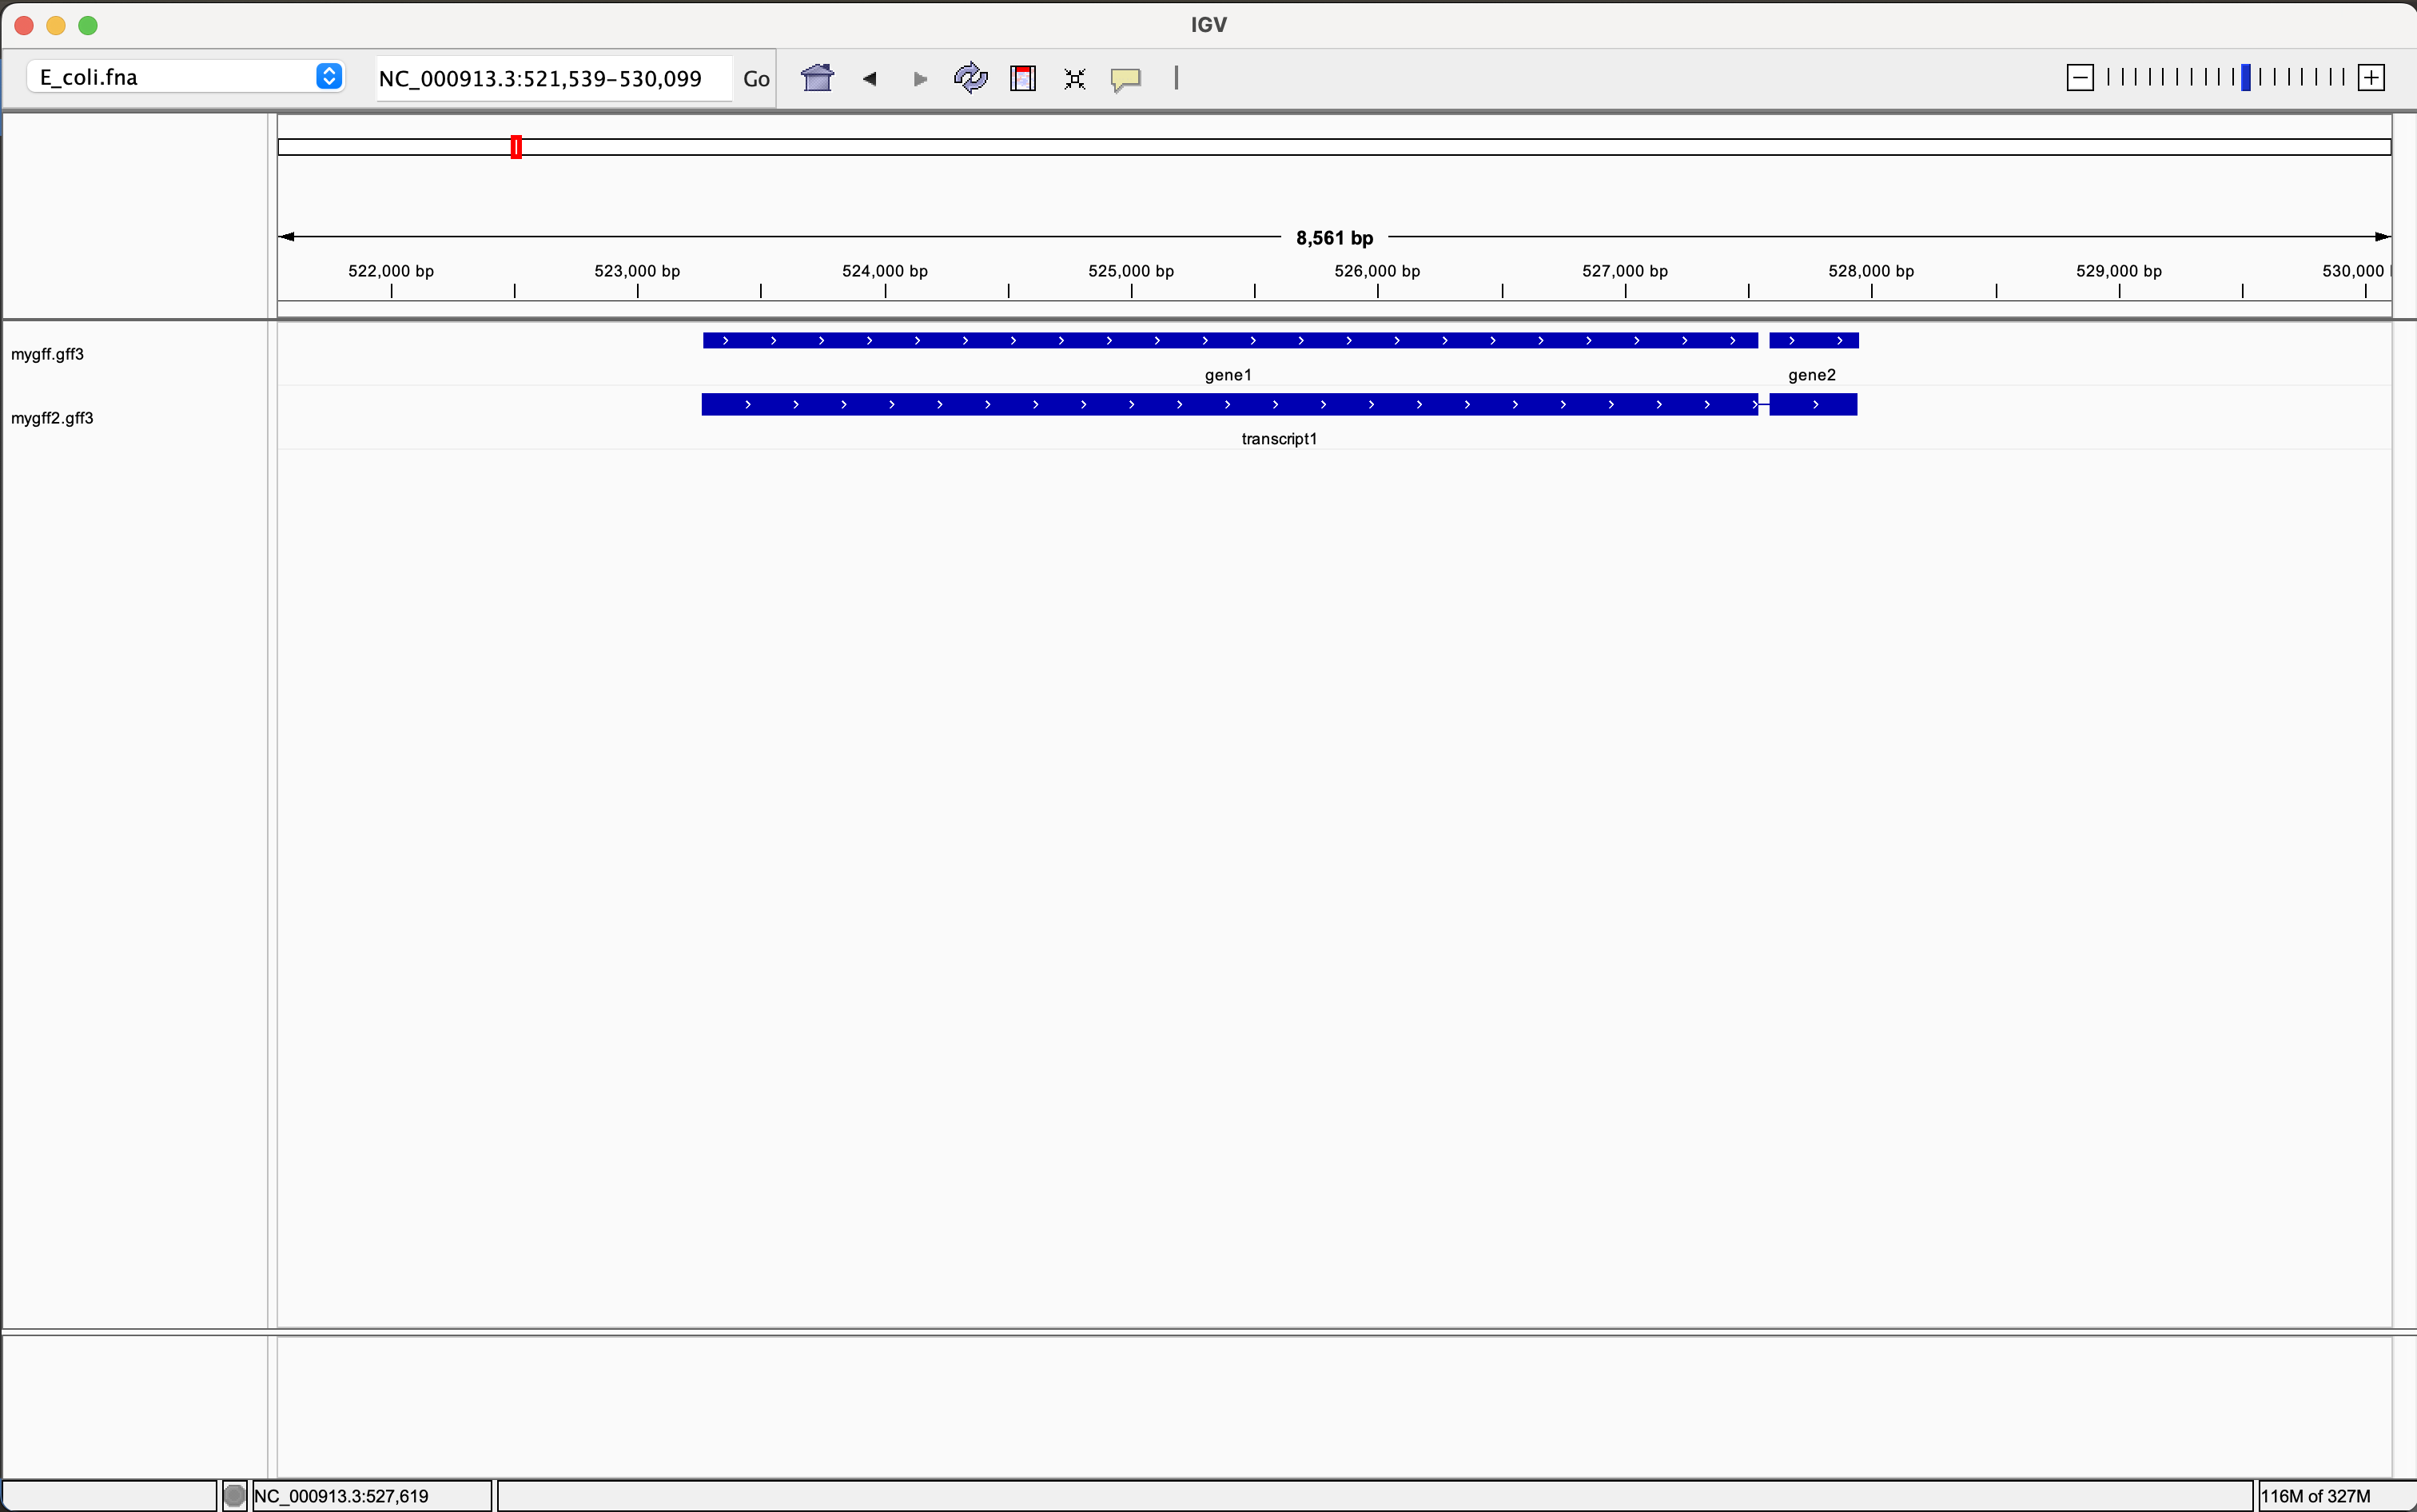 IGV
E_coli.fna
NC_000913.3:521,539-530,099
Go
8,561 bp
522,000 bp 523,000 bp 524,000 bp 525,000 bp 526,000 bp 527,000 bp 528,000 bp 529,000 bp 530,000
mygff.gff3
gene1 gene2
mygff2.gff3
transcript1
NC_000913.3:527,619
116M of 327M